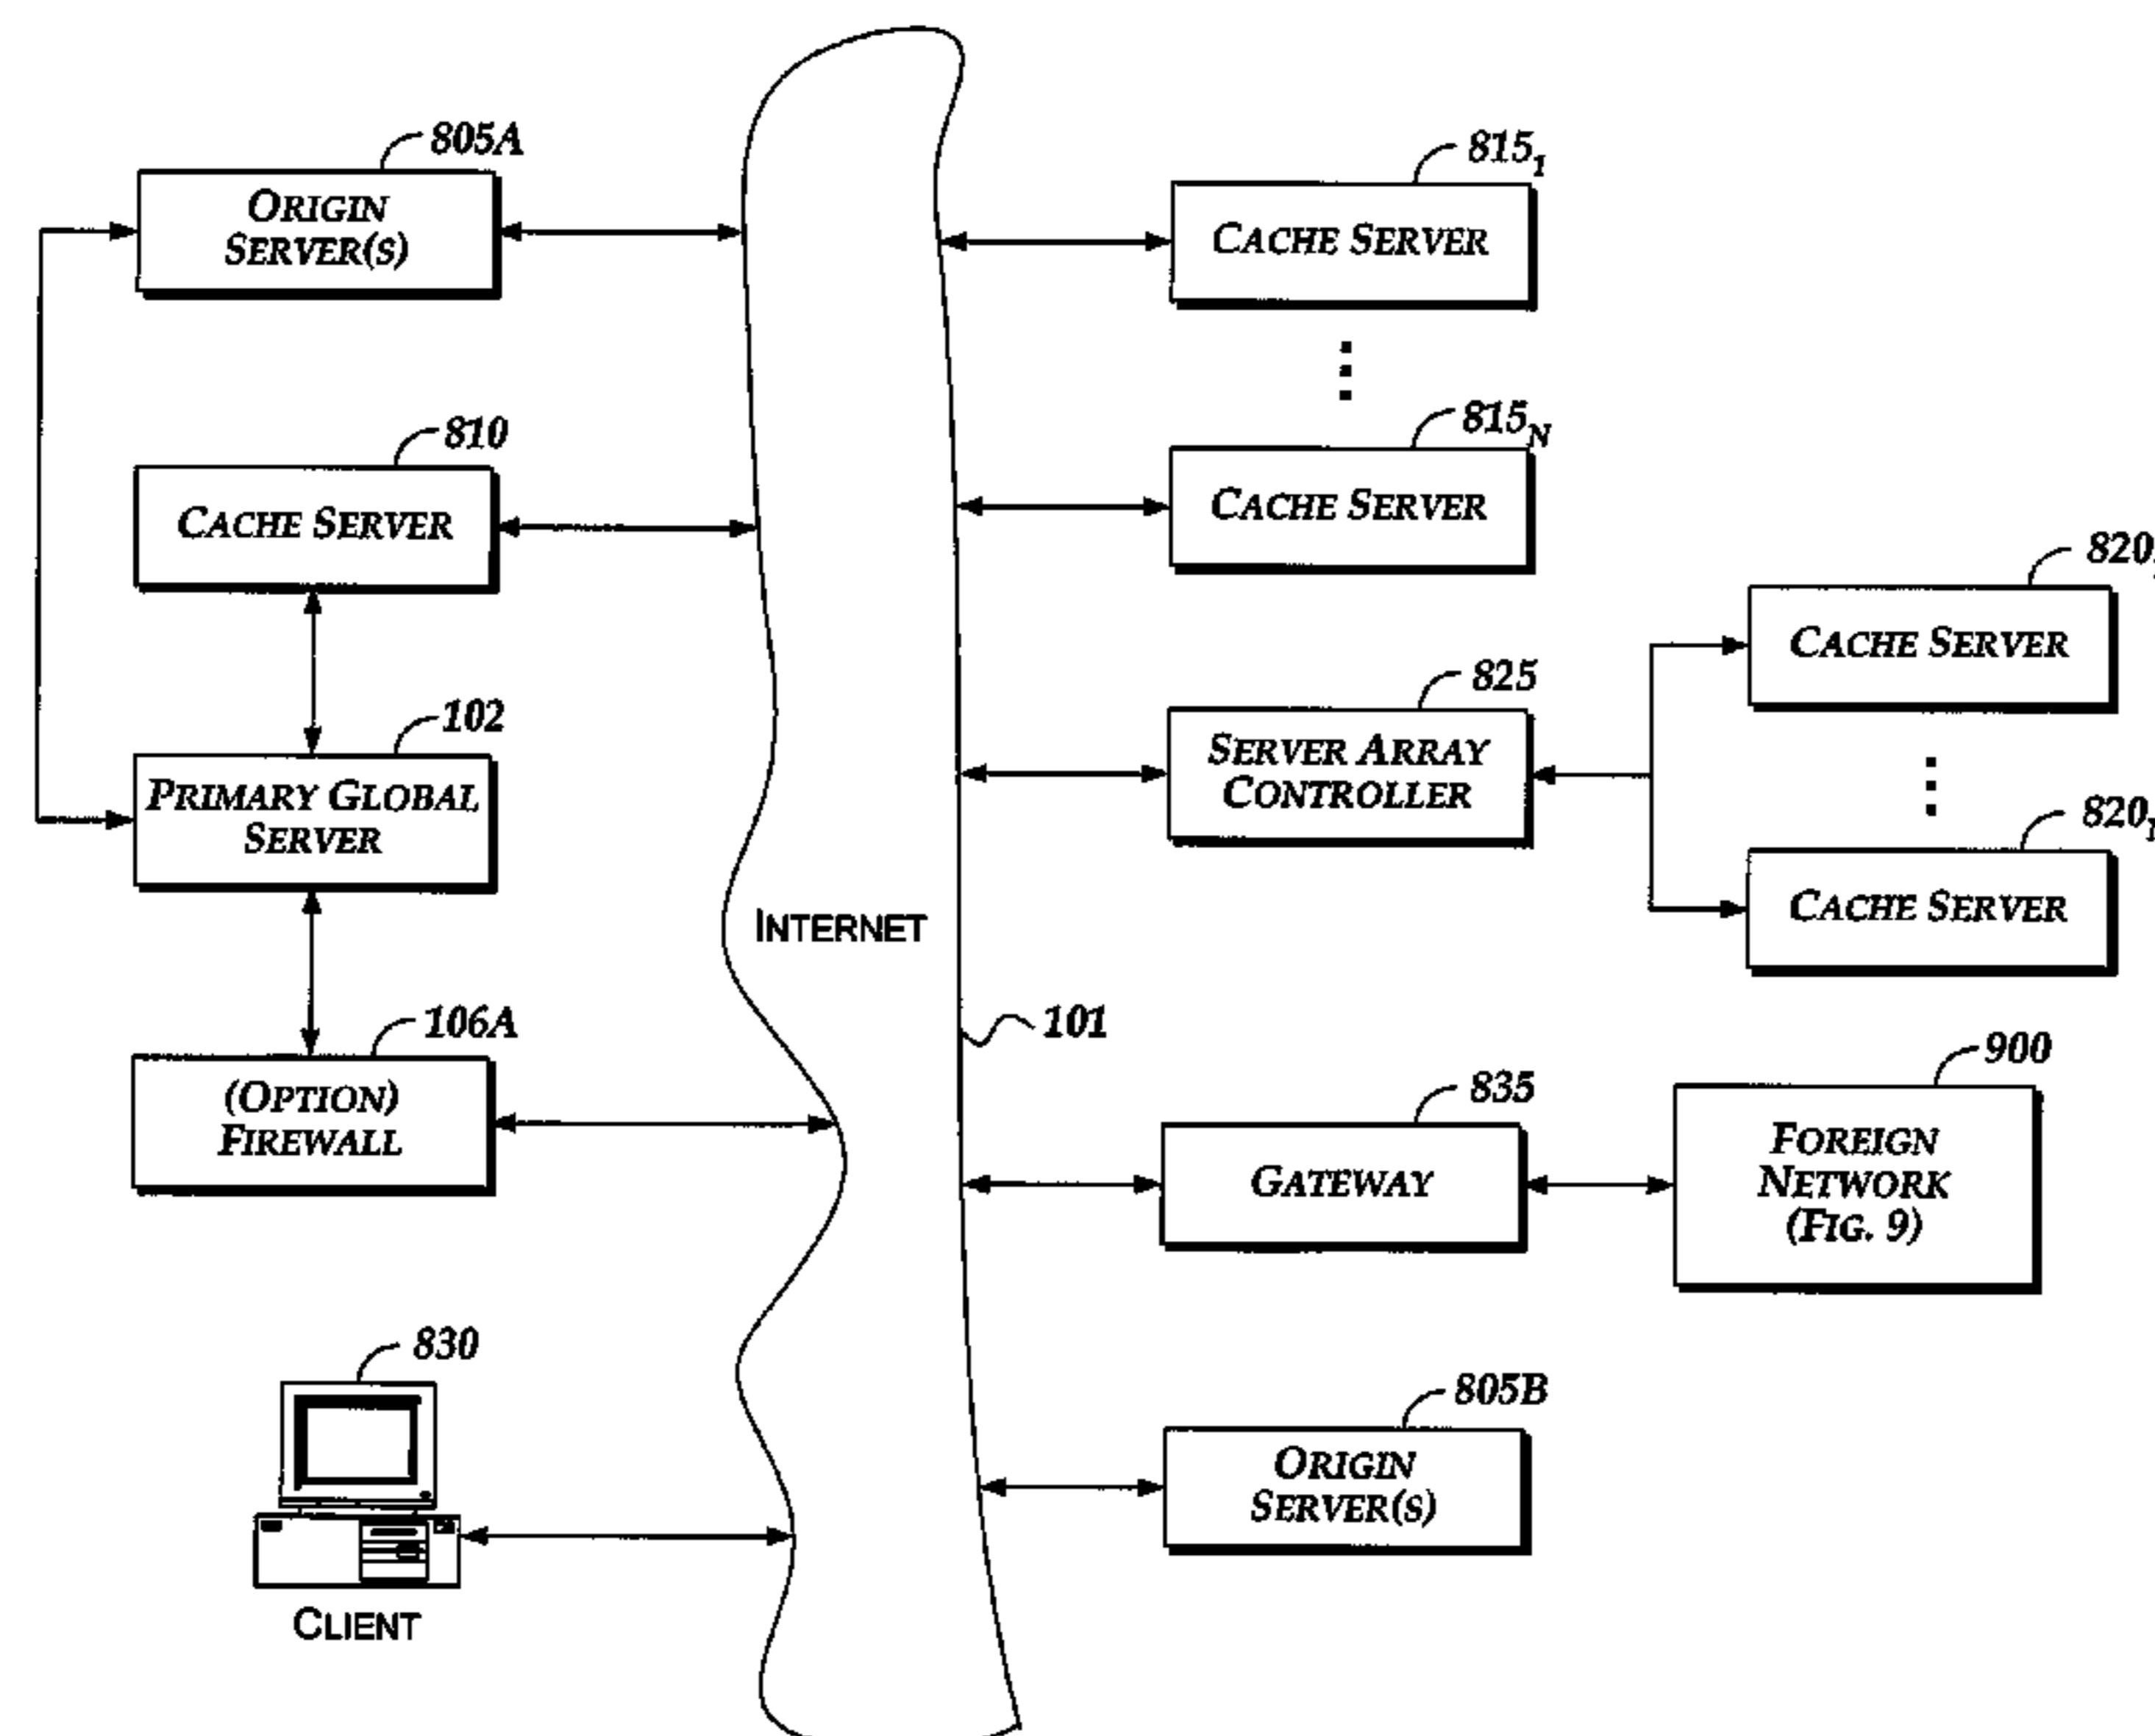 805A
ORIGIN
SERVER(S)
810
CACHE SERVER
102
PRIMARY GLOBAL
SERVER
106A
(OPTION)
FIREWALL
830
CLIENT
INTERNET
101
815₁
CACHE SERVER
815N
CACHE SERVER
825
SERVER ARRAY
CONTROLLER
820
CACHE SERVER
820
CACHE SERVER
835
GATEWAY
900
FOREIGN
NETWORK
(FIG. 9)
805B
ORIGIN
SERVER(S)